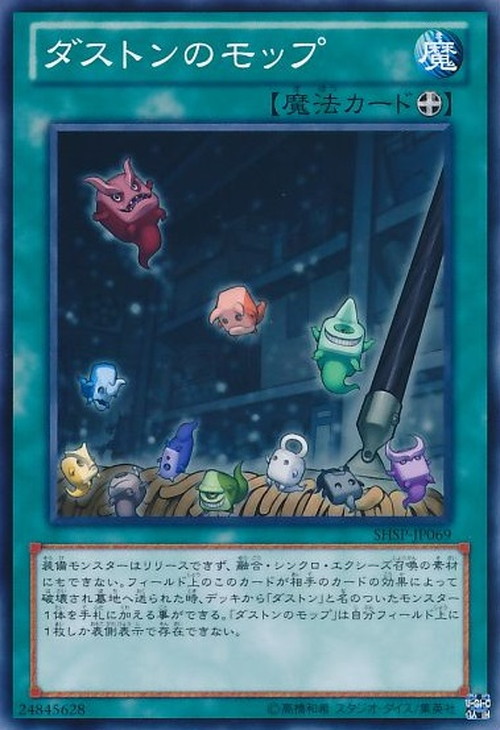 ダストンのモップ
魔
【魔法カード】
SHSP-JP069
装備モンスターはリリースできず、融合・シンクロ・エクシーズ召喚の素材
にもできない。フィールド上のこのカードが相手のカードの効果によって
破壊され墓地へ送られた時、デッキから「ダストン」と名のついたモンスター
1体を手札に加える事ができる。「ダストンのモップ」は自分フィールド上に
1枚しか表側表示で存在できない。
24845628
©高橋和希 スタジオ・ダイス/集英社